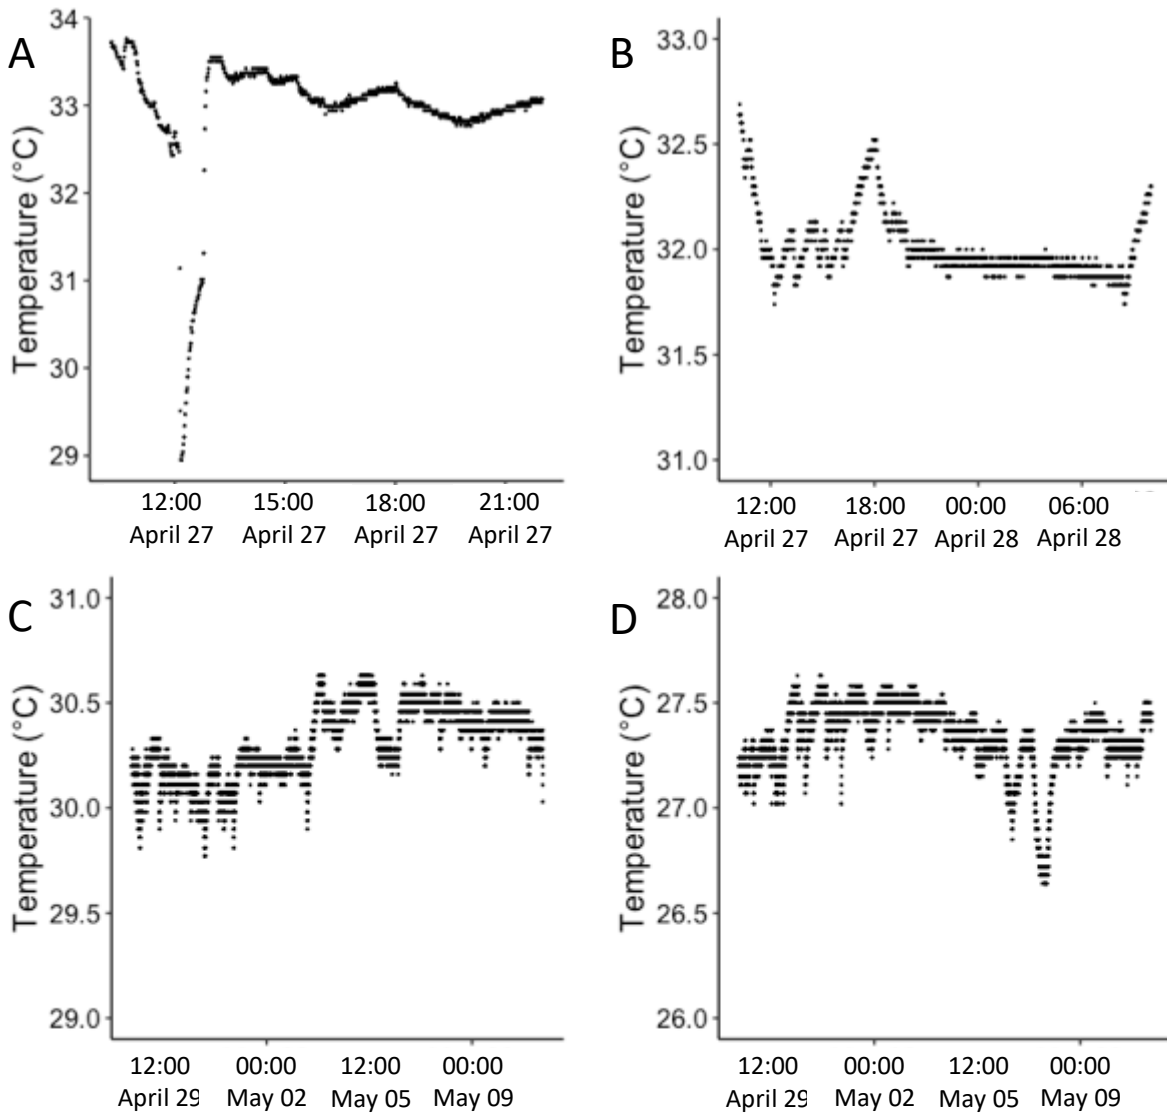 A
Temperature (°C)
34
33
32
31
30
29
12:00 15:00 18:00 21:00
April 27 April 27 April 27 April 27
B
Temperature (°C)
33.0
32.5
32.0
31.5
31.0
12:00 18:00 00:00 06:00
April 27 April 27 April 28 April 28
C
Temperature (°C)
31.0
30.5
30.0
29.5
29.0
12:00 00:00 12:00 00:00
April 29 May 02 May 05 May 09
D
Temperature (°C)
28.0
27.5
27.0
26.5
26.0
12:00 00:00 12:00 00:00
April 29 May 02 May 05 May 09